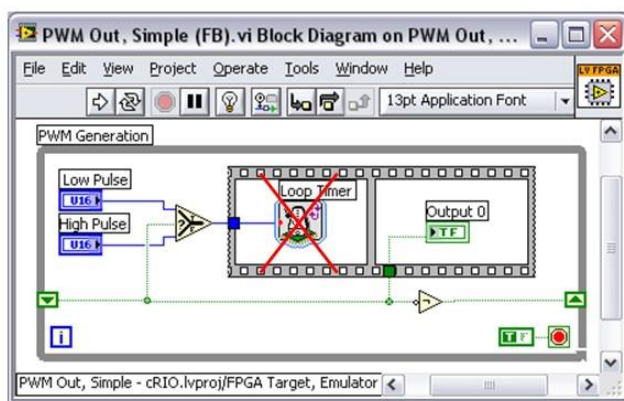 PWM Out, Simple (FB).vi Block Diagram on PWM Out, ...
File Edit View Project Operate Tools Window Help
13pt Application Font
LV FPGA
PWM Generation
Low Pulse
U16
High Pulse
U16
?
Loop Timer
Output 0
TF
i
T F
PWM Out, Simple - cRIO.lvproj/FPGA Target, Emulator